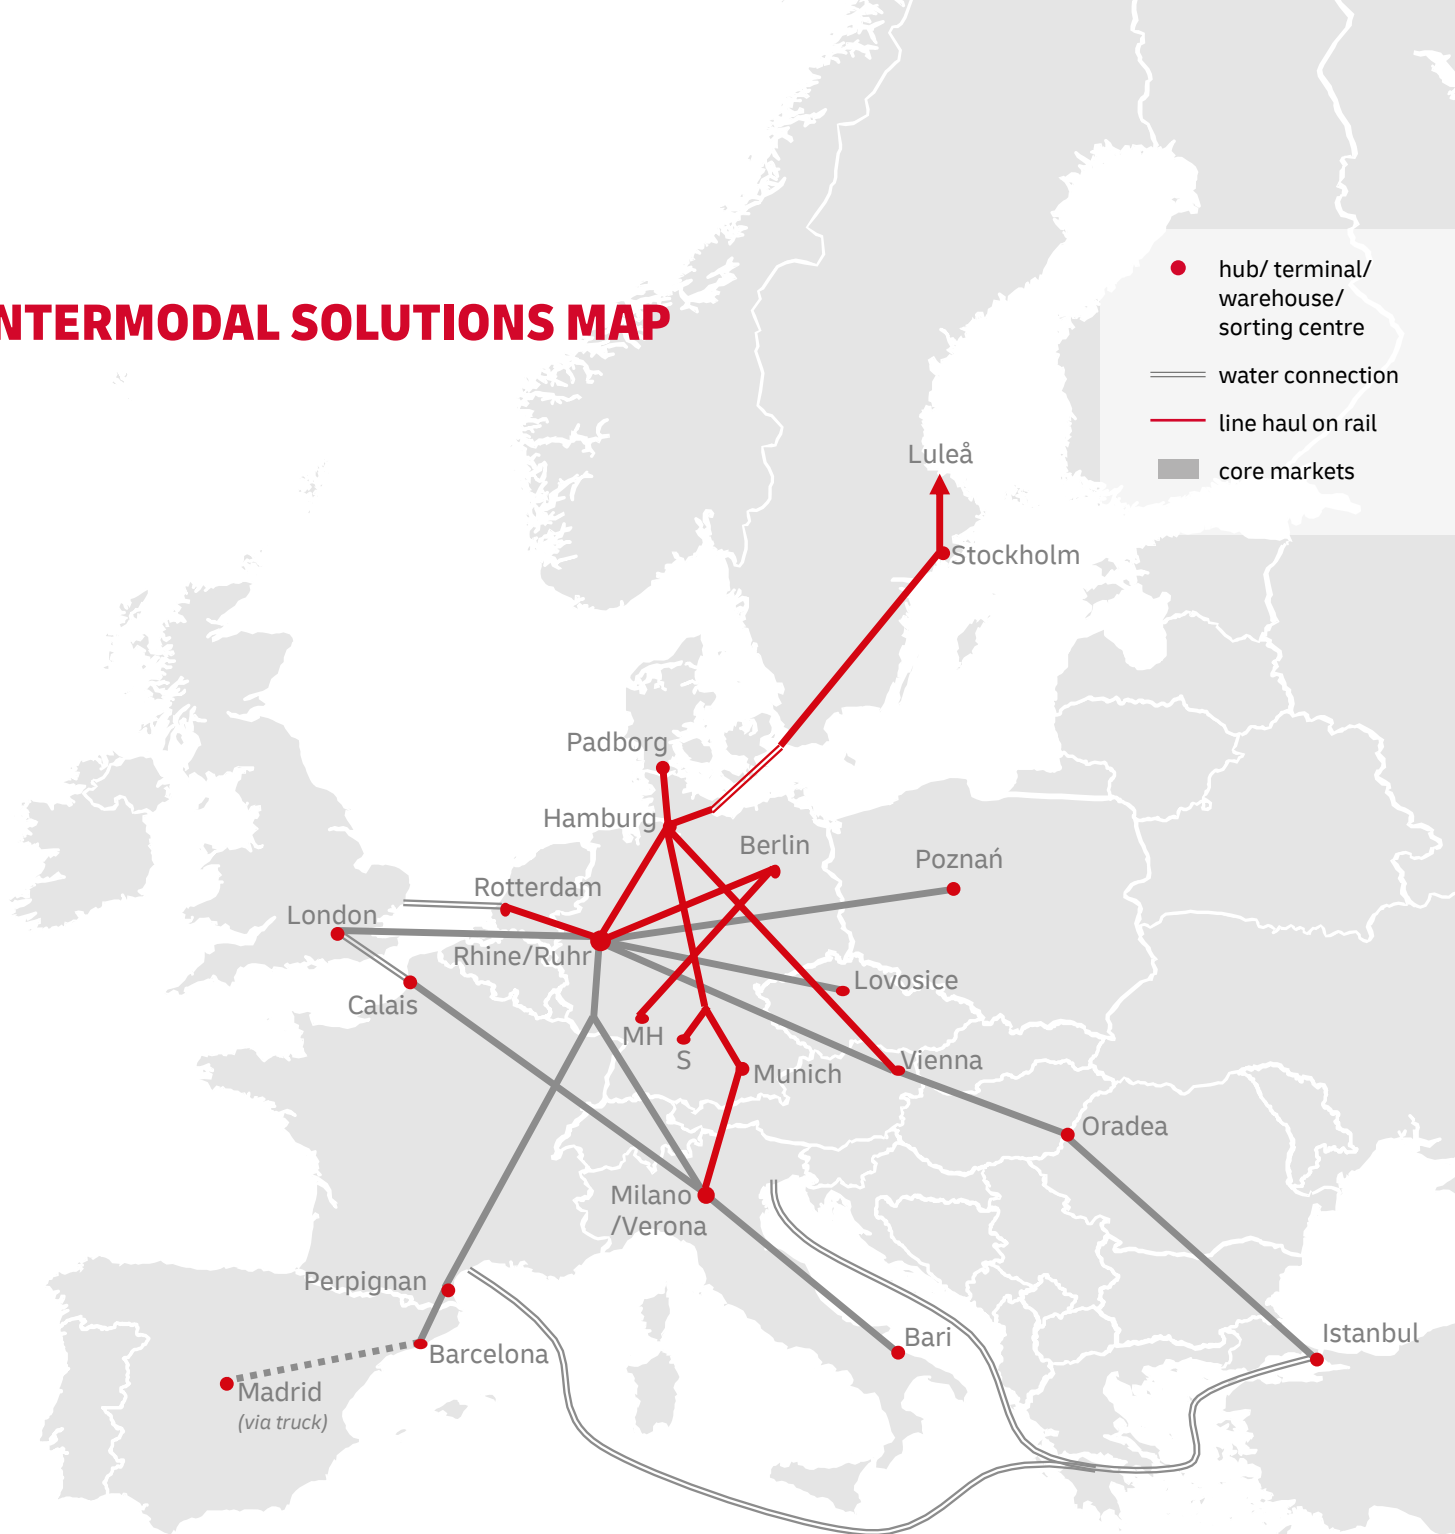 NTERMODAL SOLUTIONS MAP
hub/ terminal/
warehouse/
sorting centre
water connection
line haul on rail
core markets
Luleå
Stockholm
Padborg
Hamburg
Berlin
Poznań
Rotterdam
London
Rhine/Ruhr
Lovosice
Calais
MH
S
Vienna
Munich
Oradea
Milano
/Verona
Perpignan
Bari
Istanbul
Barcelona
Madrid
(via truck)